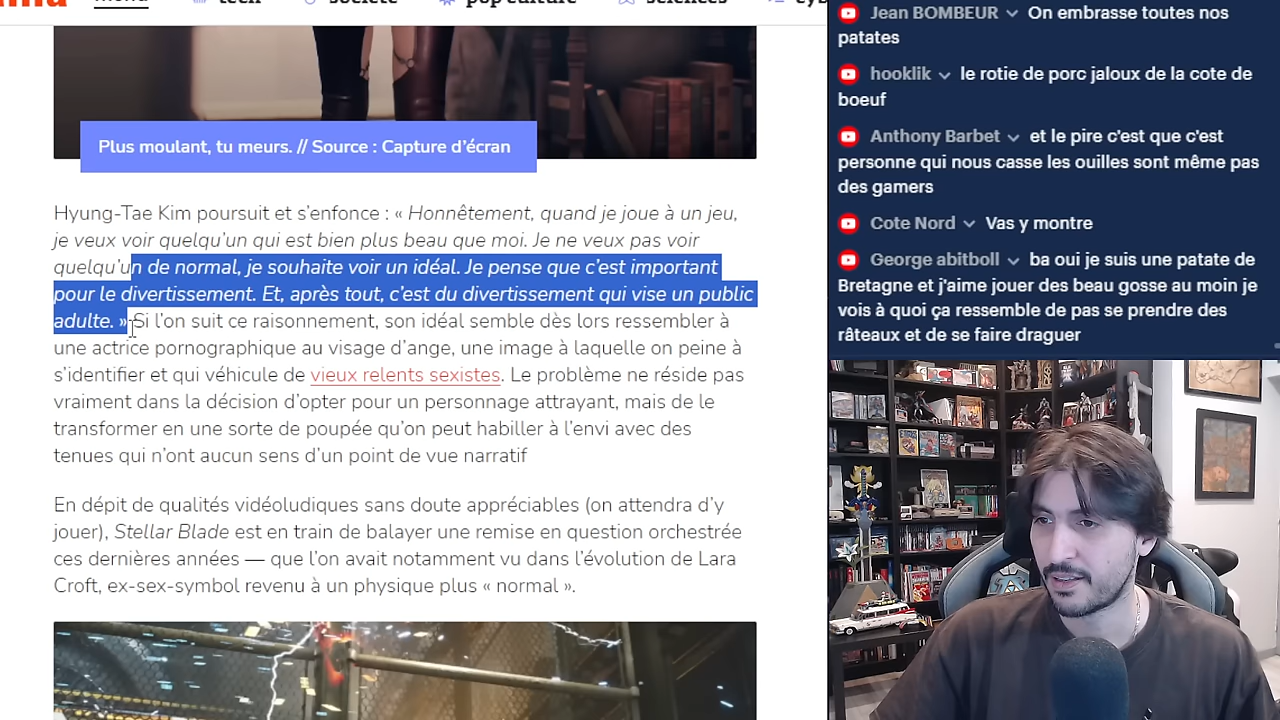 menu
tech
société
pop culture
sciences
Plus moulant, tu meurs. // Source : Capture d’écran
Hyung-Tae Kim poursuit et s’enfonce : « Honnêtement, quand je joue à un jeu,
je veux voir quelqu’un qui est bien plus beau que moi. Je ne veux pas voir
quelqu’un de normal, je souhaite voir un idéal. Je pense que c’est important
pour le divertissement. Et, après tout, c’est du divertissement qui vise un public
adulte. » Si l’on suit ce raisonnement, son idéal semble dès lors ressembler à
une actrice pornographique au visage d’ange, une image à laquelle on peine à
s’identifier et qui véhicule de vieux relents sexistes. Le problème ne réside pas
vraiment dans la décision d’opter pour un personnage attrayant, mais de le
transformer en une sorte de poupée qu’on peut habiller à l’envi avec des
tenues qui n’ont aucun sens d’un point de vue narratif
En dépit de qualités vidéoludiques sans doute appréciables (on attendra d’y
jouer), Stellar Blade est en train de balayer une remise en question orchestrée
ces dernières années — que l’on avait notamment vu dans l’évolution de Lara
Croft, ex-sex-symbol revenu à un physique plus « normal ».
Jean BOMBEUR On embrasse toutes nos
patates
hooklik le rotie de porc jaloux de la cote de
boeuf
Anthony Barbet et le pire c'est que c'est
personne qui nous casse les ouilles sont même pas
des gamers
Cote Nord Vas y montre
George abitboll ba oui je suis une patate de
Bretagne et j'aime jouer des beau gosse au moin je
vois à quoi ça ressemble de pas se prendre des
râteaux et de se faire draguer